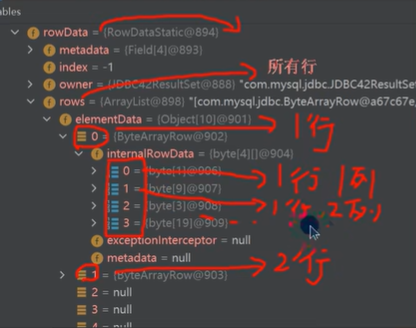 ables
rowData = {RowDataStatic@894}
metadata = {Field[4]@893}
index = -1
owner = {JDBC42ResultSet@888} "com.mysql.jdbc.JDBC42ResultSet
所有行
rows = {ArrayList@898} "[com.mysql.jdbc.ByteArrayRow@a67c67e,
elementData = {Object[10]@901}
0 = {ByteArrayRow@902}
1行
internalRowData = {byte[4][]@904}
0 = {byte[1]@906}
1行 1列
1 = {byte[9]@907}
1行 2列
2 = {byte[3]@908}
3 = {byte[19]@909}
exceptionInterceptor = null
metadata = null
2行
1 = {ByteArrayRow@903}
2 = null
3 = null
4 = null